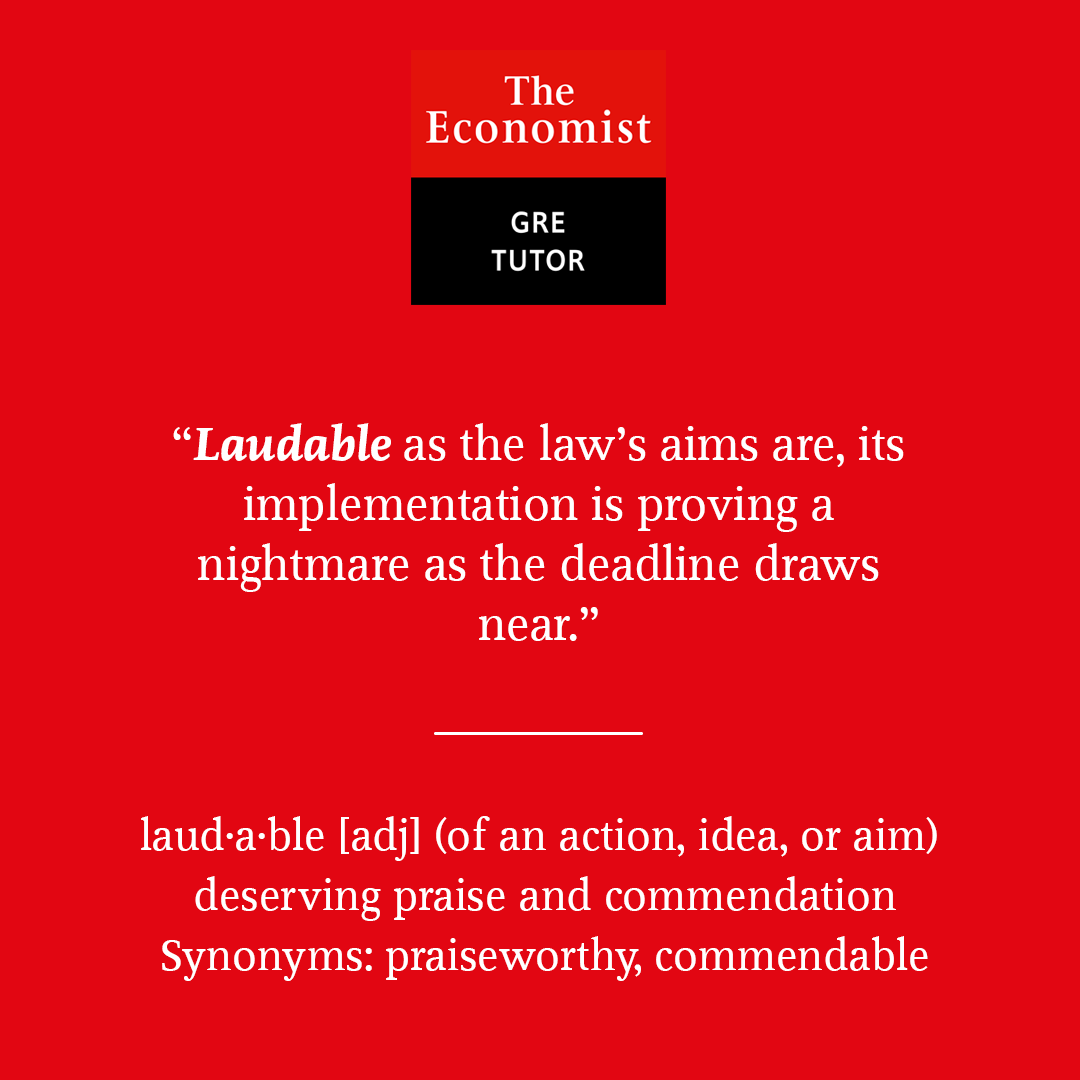 The
Economist
GRE
TUTOR
“Laudable as the law’s aims are, its
implementation is proving a
nightmare as the deadline draws
near.”
laud·a·ble [adj] (of an action, idea, or aim)
deserving praise and commendation
Synonyms: praiseworthy, commendable